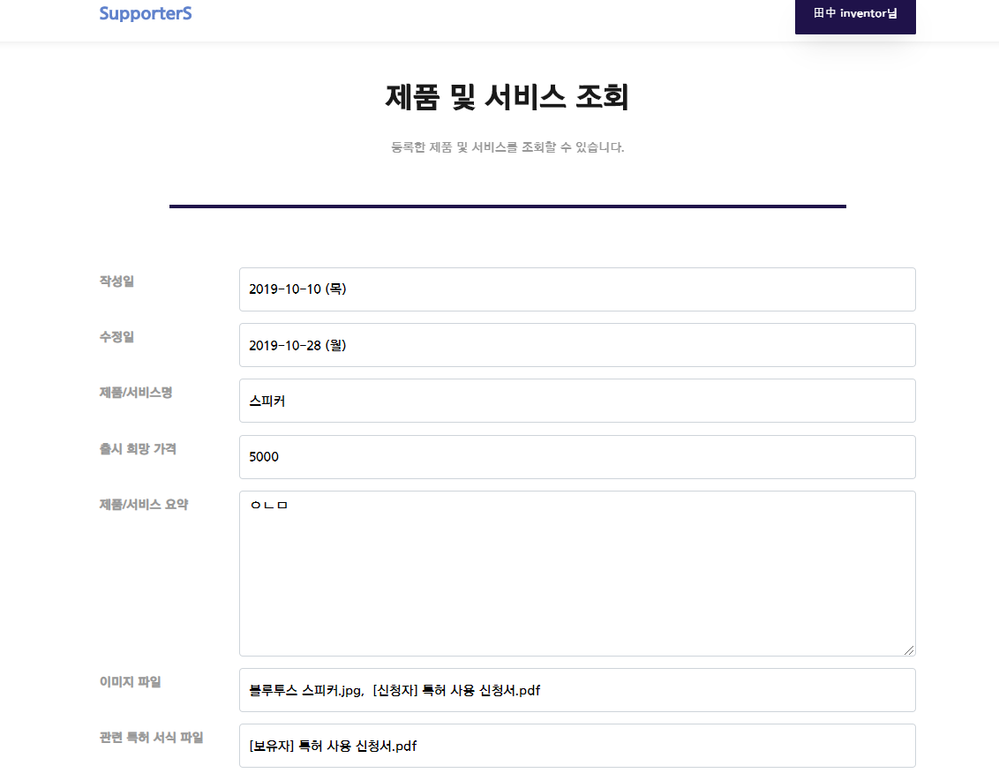 SupporterS
田中 inventor님
제품 및 서비스 조회
등록한 제품 및 서비스를 조회할 수 있습니다.
작성일
2019-10-10 (목)
수정일
2019-10-28 (월)
제품/서비스명
스피커
출시 희망 가격
5000
제품/서비스 요약
ㅇㄴㅁ
이미지 파일
블루투스 스피커.jpg, [신청자] 특허 사용 신청서.pdf
관련 특허 서식 파일
[보유자] 특허 사용 신청서.pdf